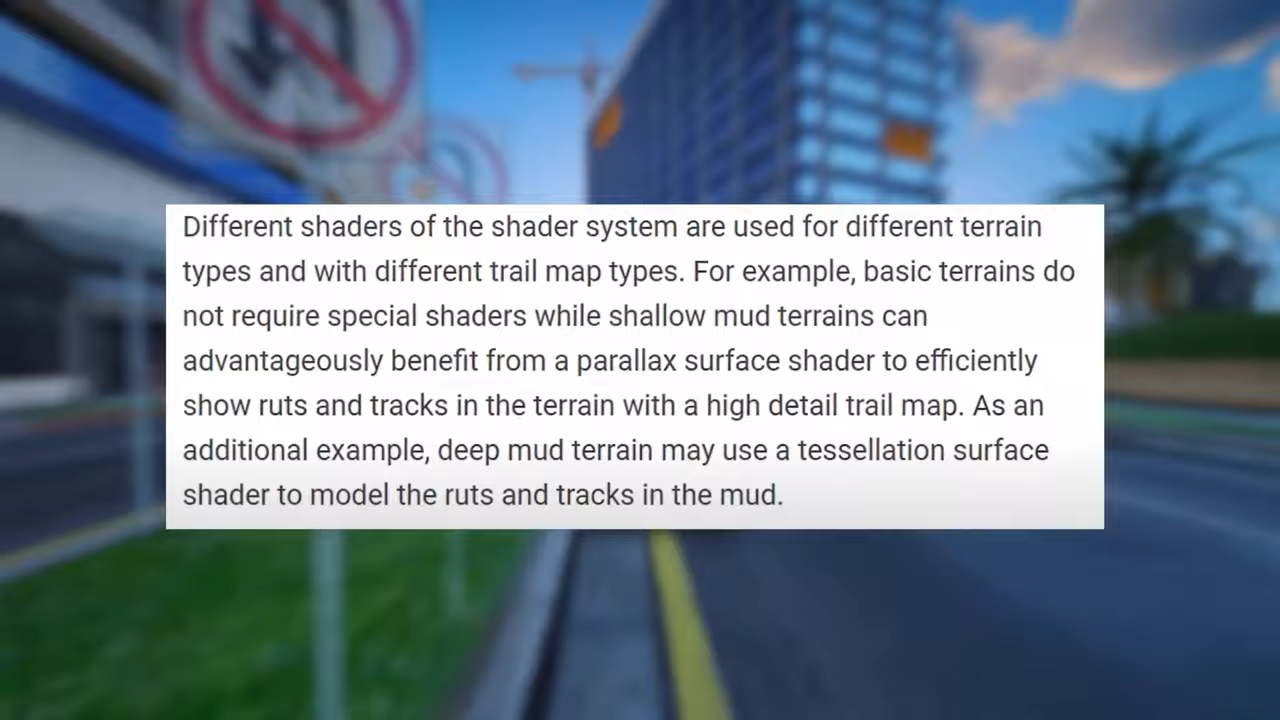 Different shaders of the shader system are used for different terrain
types and with different trail map types. For example, basic terrains do
not require special shaders while shallow mud terrains can
advantageously benefit from a parallax surface shader to efficiently
show ruts and tracks in the terrain with a high detail trail map. As an
additional example, deep mud terrain may use a tessellation surface
shader to model the ruts and tracks in the mud.